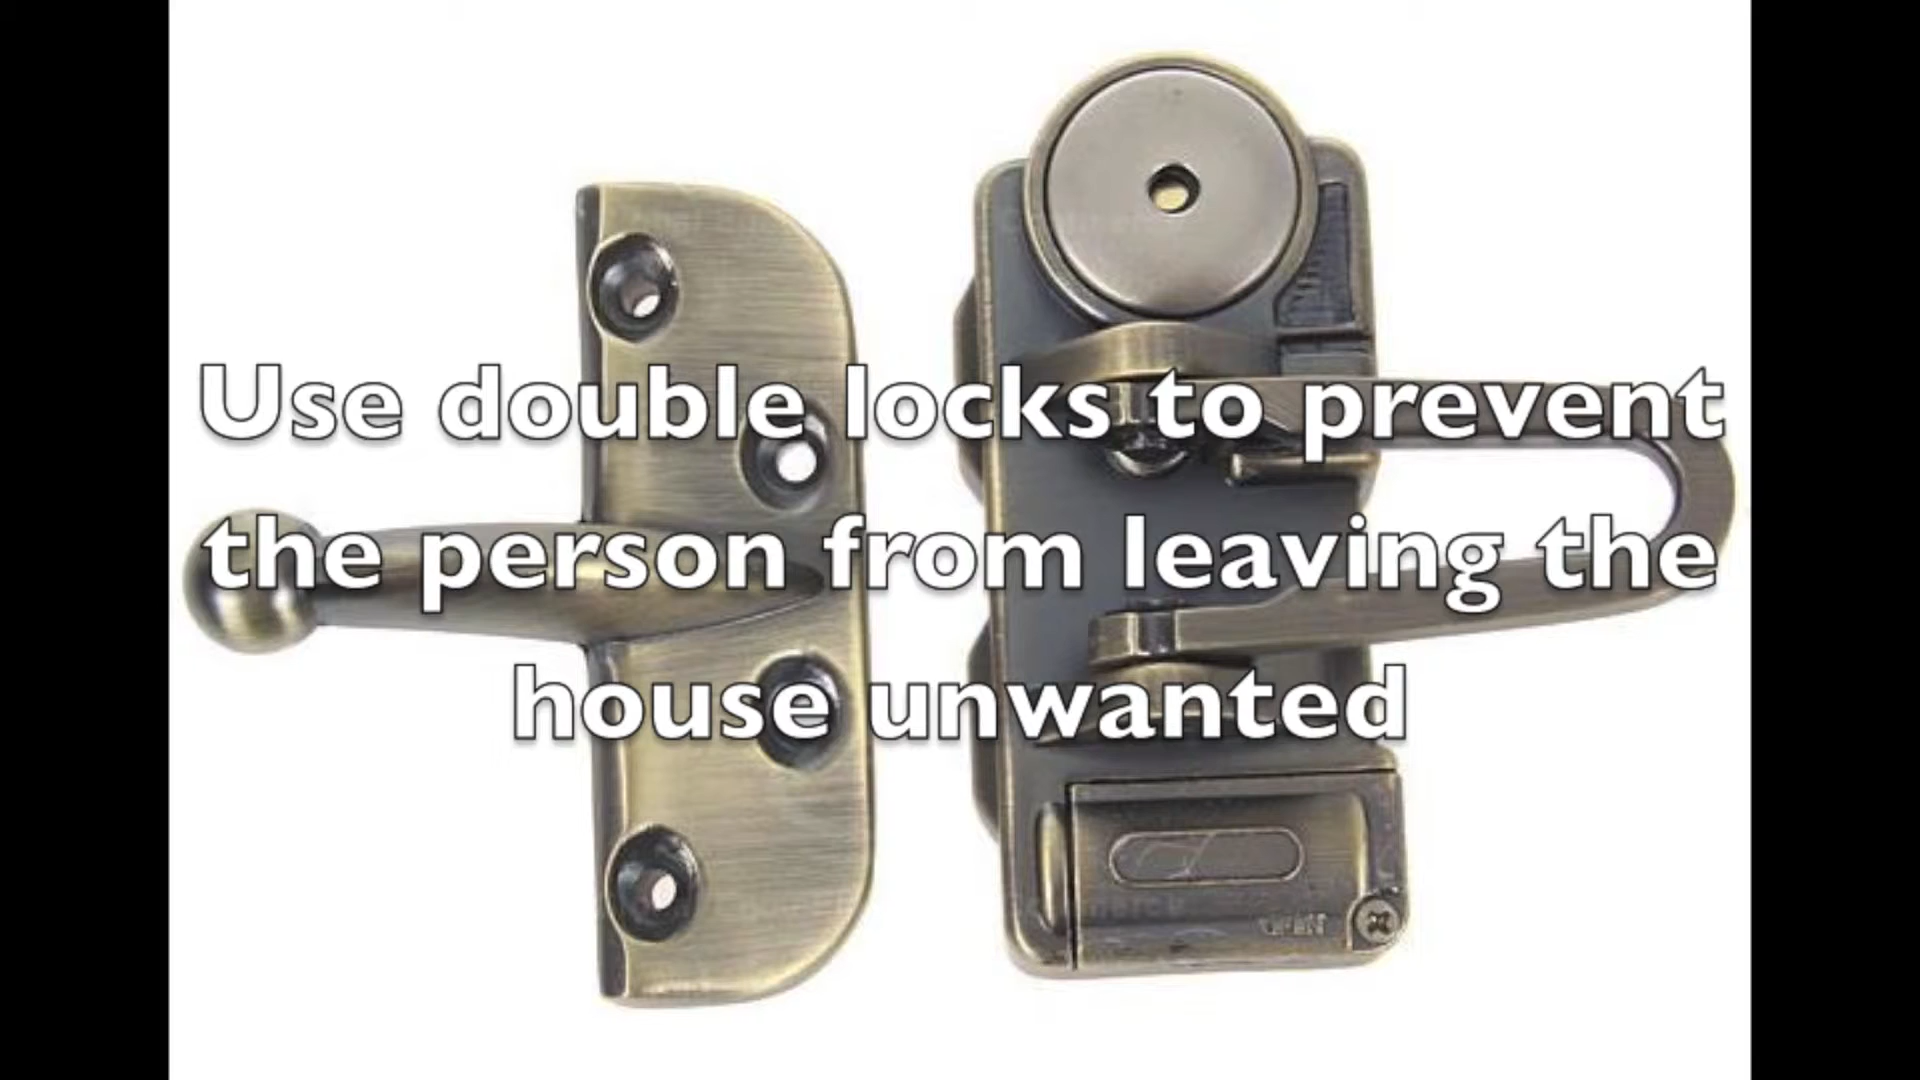 Use double locks to prevent
the person from leaving the
house unwanted